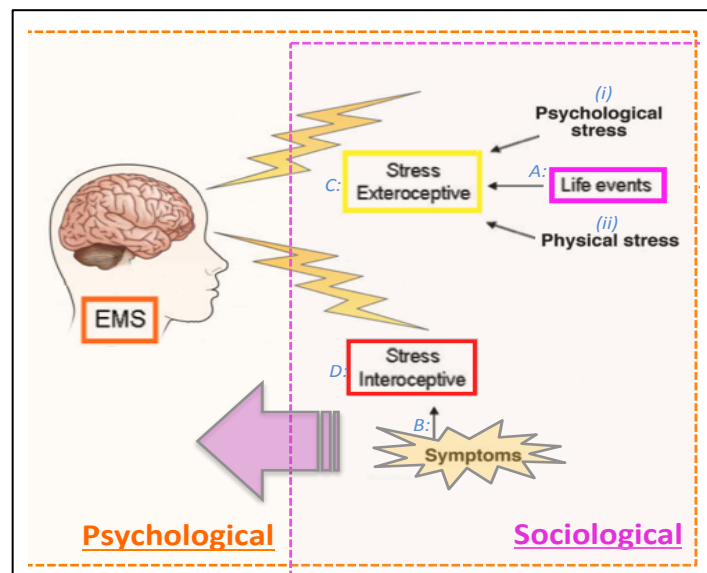 (i)
Psychological
stress
Stress
Exteroceptive
C:
A:
Life events
(ii)
Physical stress
EMS
Stress
Interoceptive
D:
B:
Symptoms
Psychological
Sociological